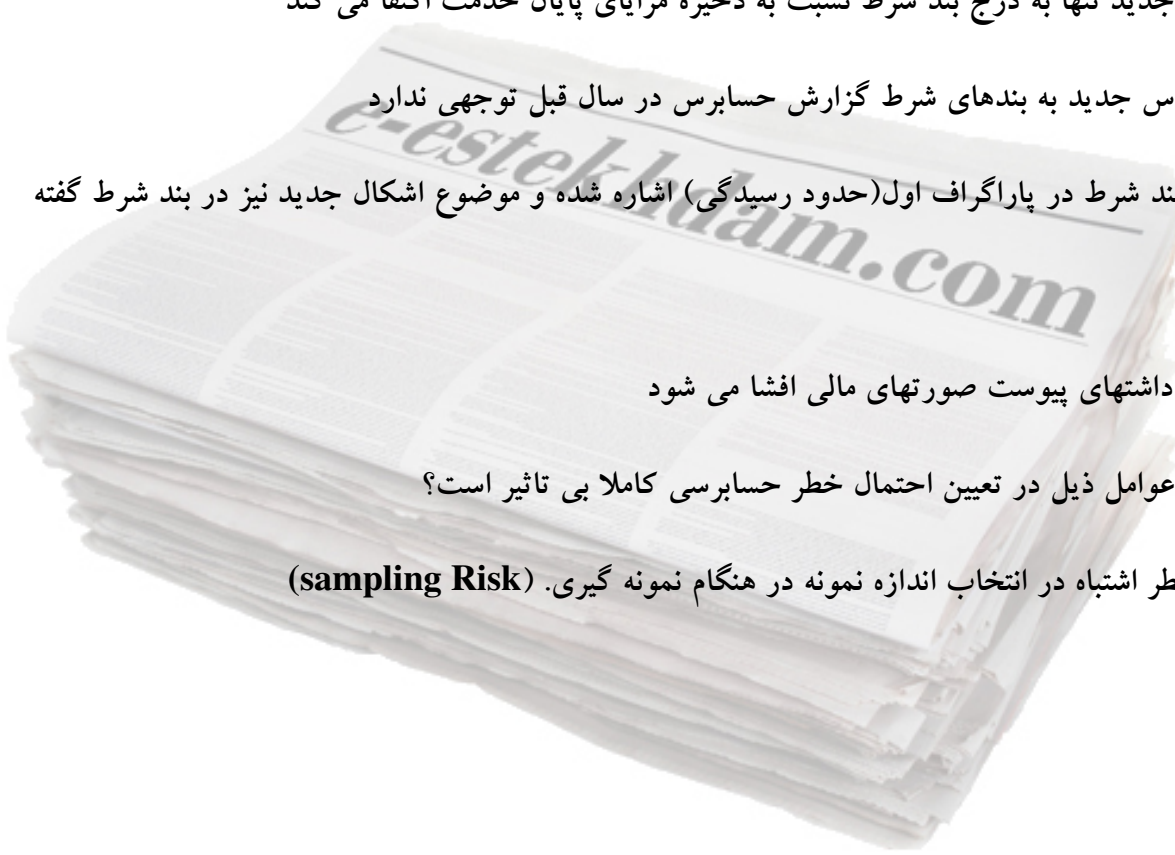 جدید تنها به درج بند شرط نسبت به ذخیره مزایای پایان خدمت اکتفا می کند
س جدید به بندهای شرط گزارش حسابرس در سال قبل توجهی ندارد
e-estekhdam.com
ند شرط در پاراگراف اول(حدود رسیدگی) اشاره شده و موضوع اشکال جدید نیز در بند شرط گفته
داشتهای پیوست صورتهای مالی افشا می شود
عوامل ذیل در تعیین احتمال خطر حسابرسی کاملا بی تاثیر است؟
طر اشتباه در انتخاب اندازه نمونه در هنگام نمونه گیری. (sampling Risk)